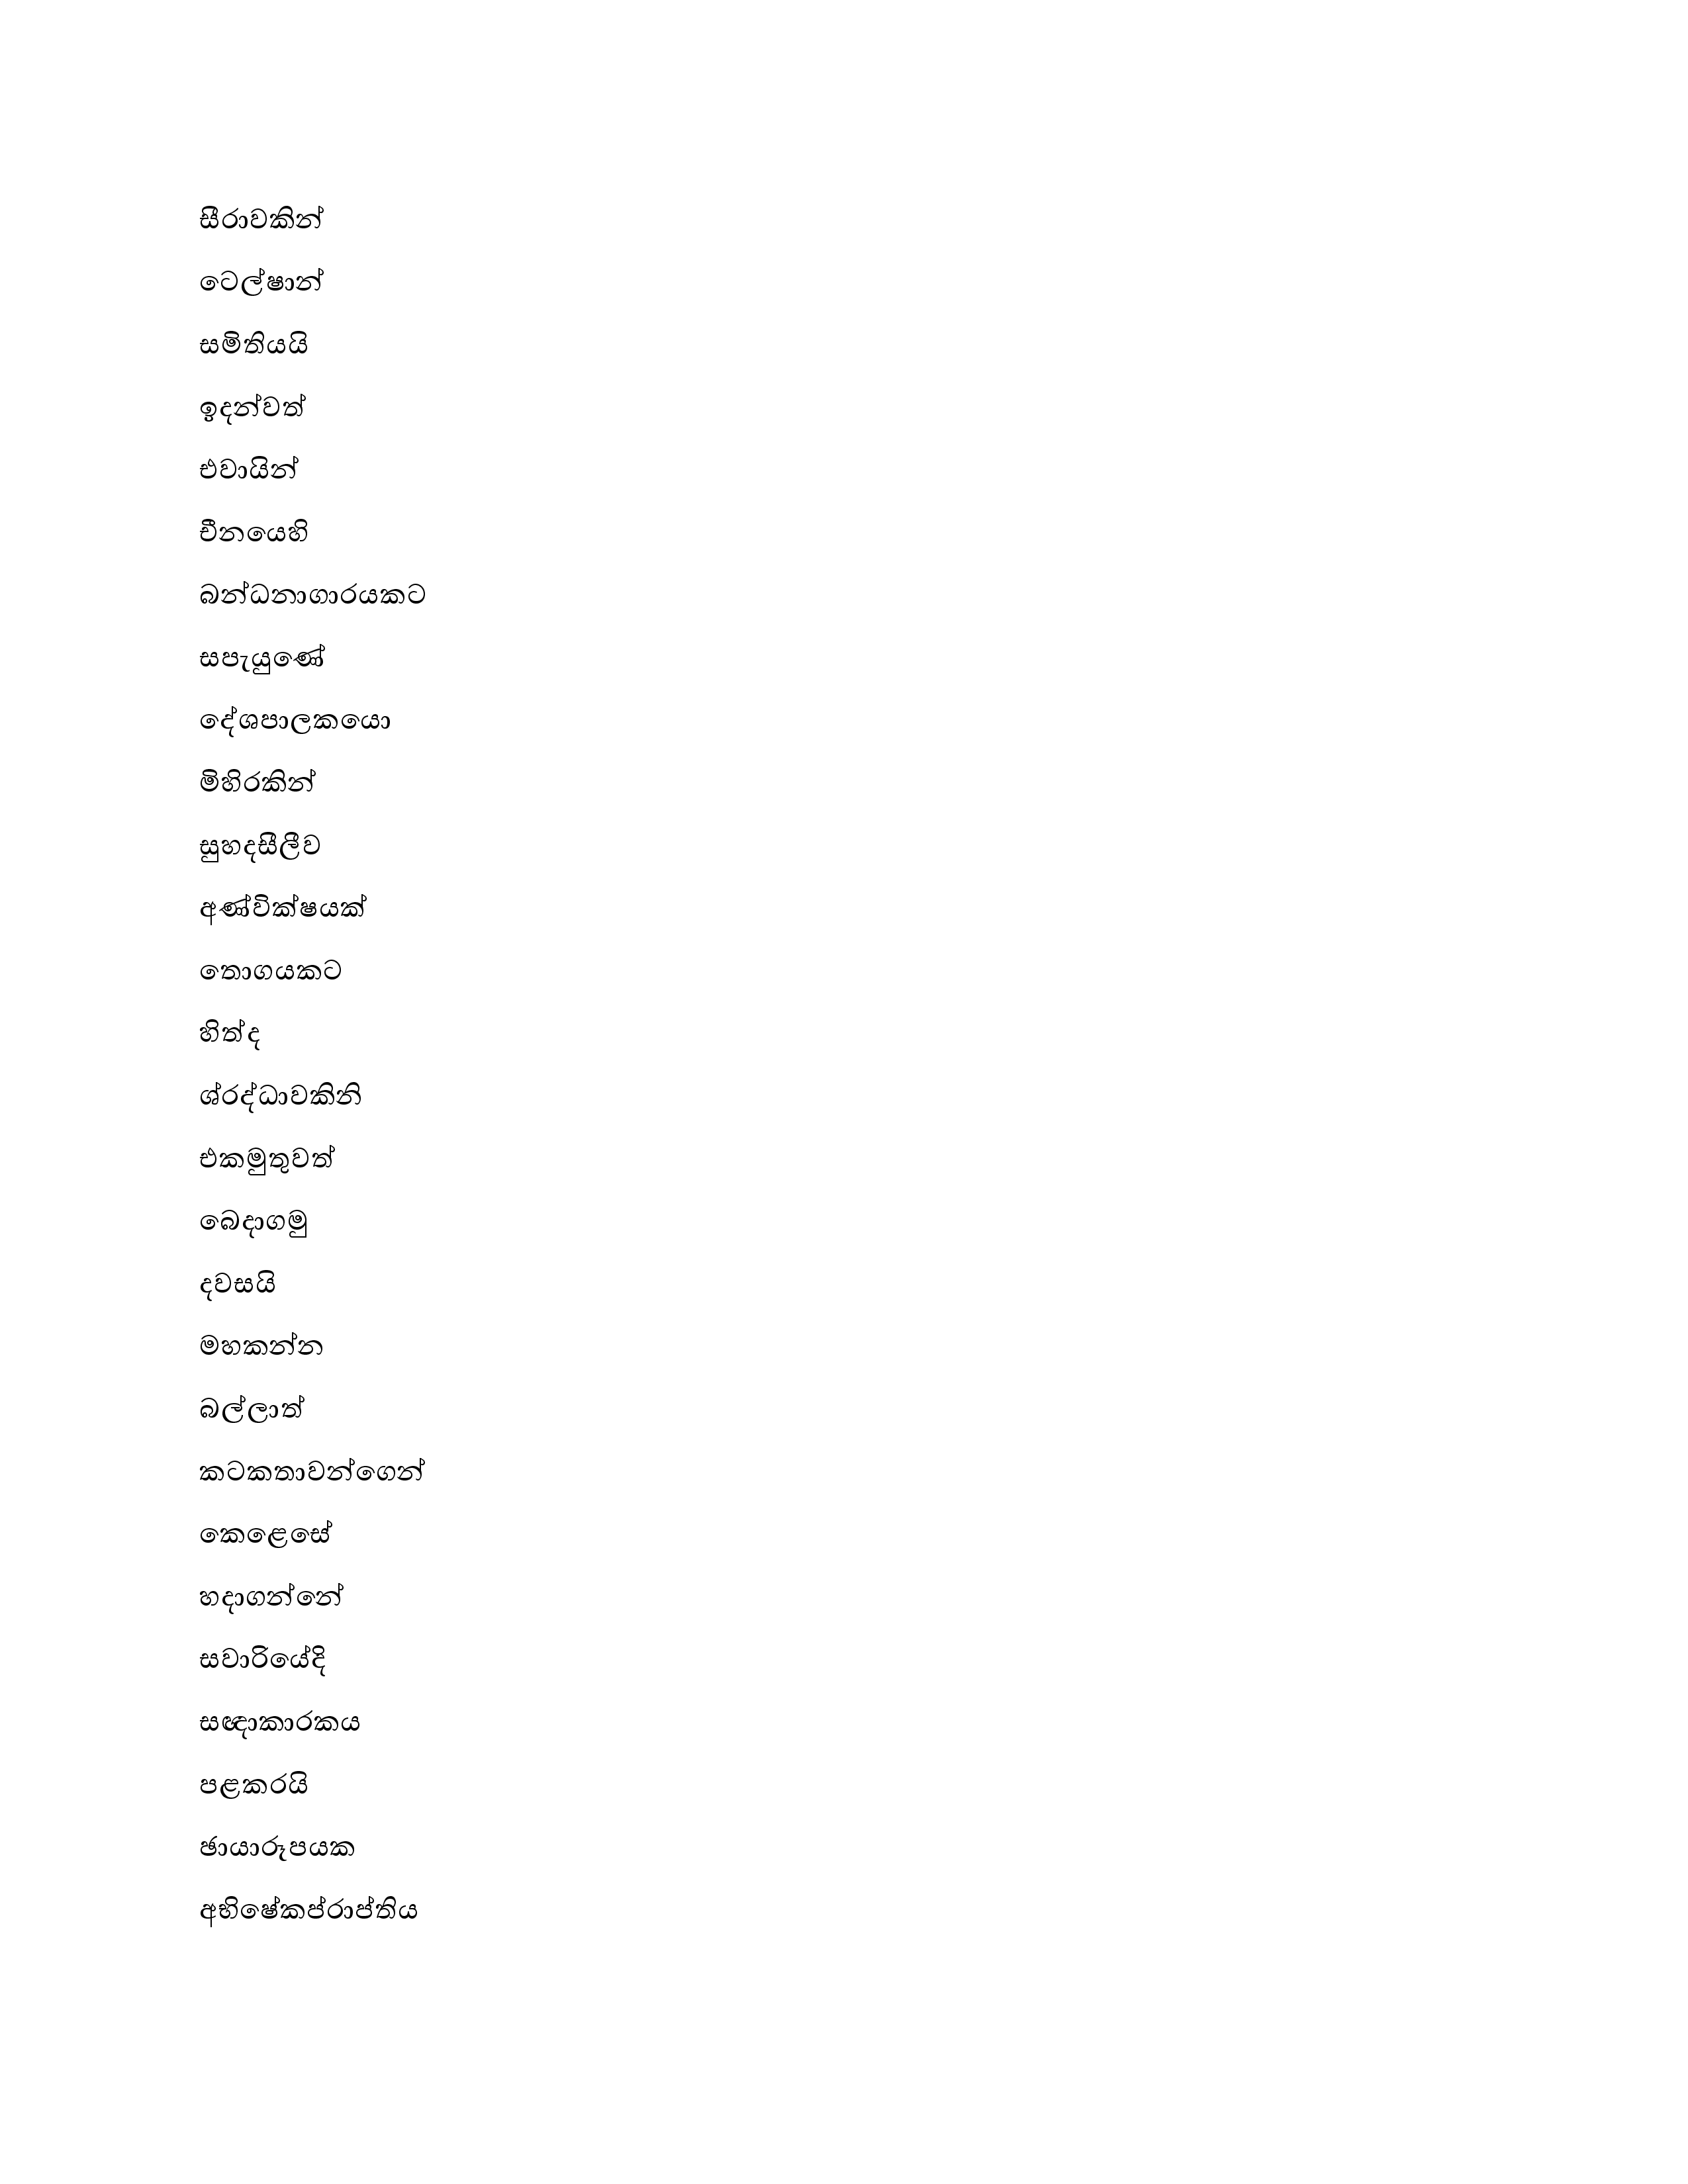 සීරාවකින්
ටෙල්ෂාන්
සමිතියයි
ඉදන්වත්
එවායින්
චීනයෙහි
බන්ධනාගාරයකට
සපැයුණේ
දේශපාලකයො
මිහිරකින්
සුහදසීලීව
අණ්වික්ෂයක්
තොගයකට
හිත්ද
ශ්රද්ධාවකිනි
එකමුතුවත්
බෙදාගමු
දවසයි
මහකන්න
බල්ලාත්
කටකතාවන්ගෙන්
කෙළෙසේ
හදාගන්නේ
සවාරියේදි
සඥාකාරකය
පළකරයි
ඡායාරූපයක
අභිෂේකප්රාප්තිය